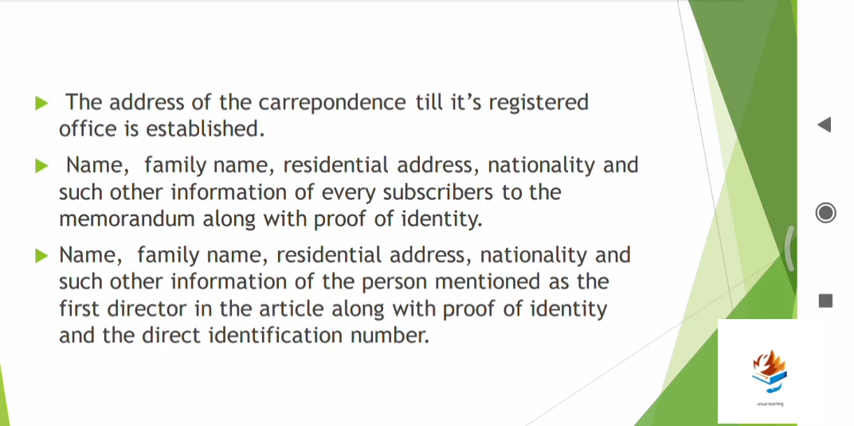 The address of the carrepondence till it's registered
office is established.
Name, family name, residential address, nationality and
such other information of every subscribers to the
memorandum along with proof of identity.
Name, family name, residential address, nationality and
such other information of the person mentioned as the
first director in the article along with proof of identity
and the direct identification number.